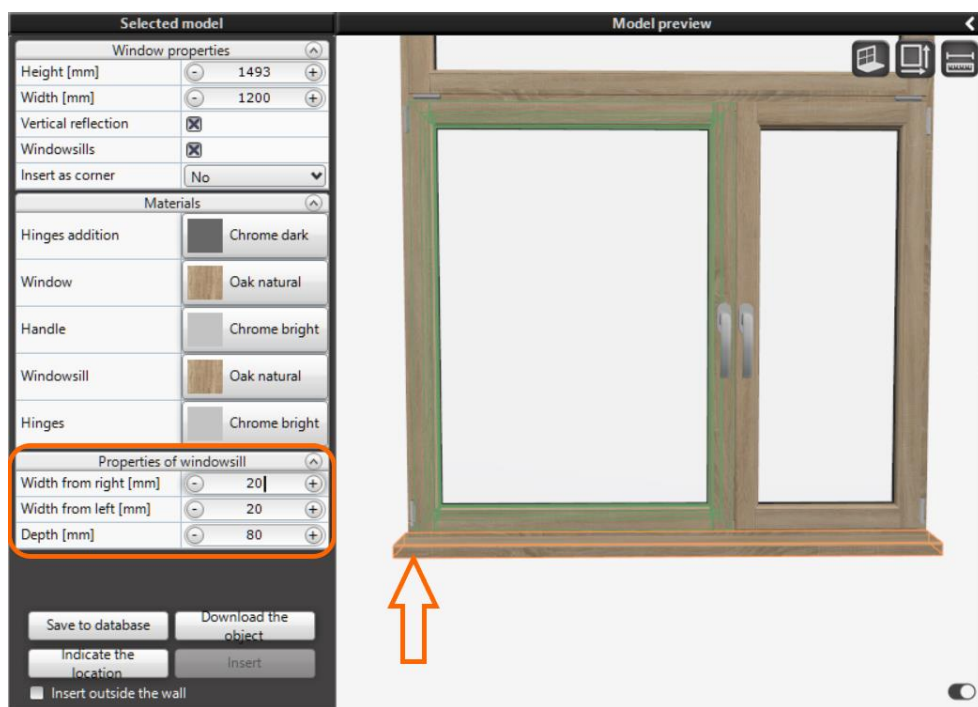 Selected model
Model preview
Window properties
Height [mm] - 1493 +
Width [mm] - 1200 +
Vertical reflection
Windowsills
Insert as corner No
Materials
Hinges addition Chrome dark
Window Oak natural
Handle Chrome bright
Windowsill Oak natural
Hinges Chrome bright
Properties of windowsill
Width from right [mm] - 20 +
Width from left [mm] - 20 +
Depth [mm] - 80 +
Save to database
Download the
object
Indicate the
location
Insert
Insert outside the wall